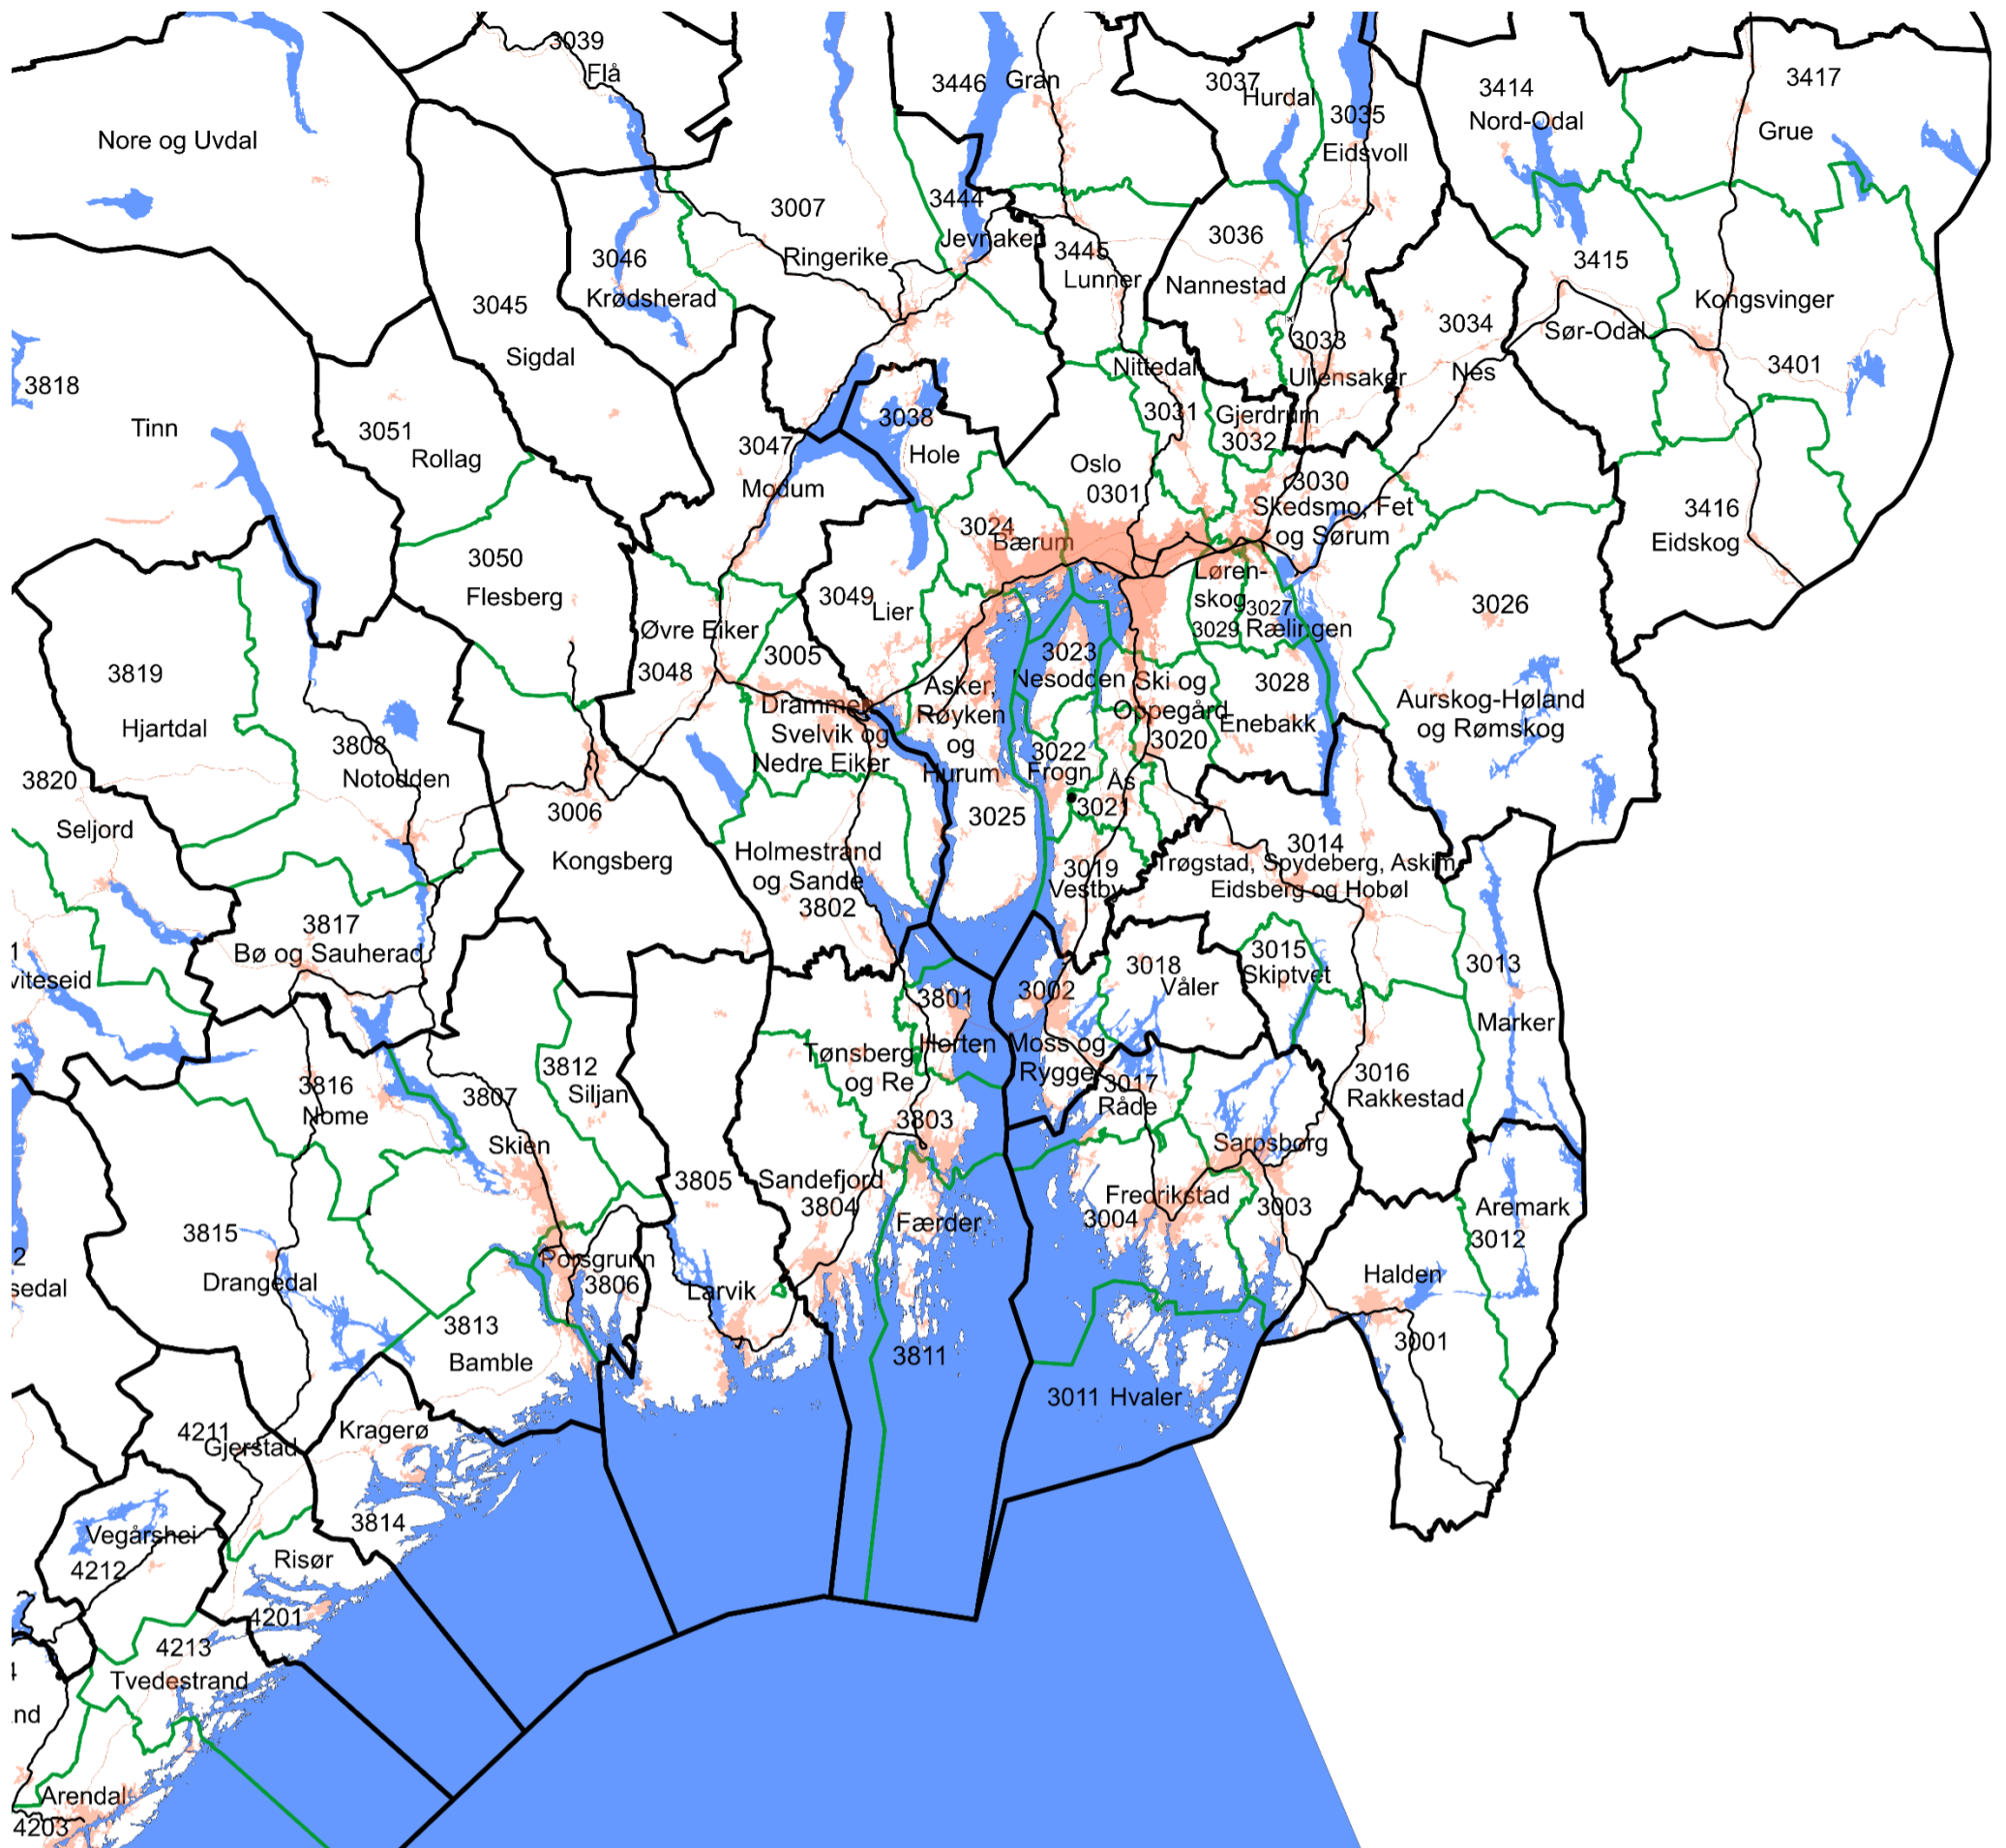 3039
Flå
3446
Gran
3037
Hurdal
3035
Eidsvoll
3414
Nord-Odal
3417
Grue
Nore og Uvdal
3007
Ringerike
3444
Jevnaker
3445
Lunner
3036
Nannestad
3046
Krødsherad
3045
Sigdal
3415
Sør-Odal
Kongsvinger
3401
3034
Nes
3033
Ullensaker
3818
Tinn
3051
Rollag
3047
Modum
3038
Hole
Nittedal
3031
Gjerdrum
3032
Oslo
0301
3030
Skedsmo, Fet
og Sørum
3416
Eidskog
3050
Flesberg
3024
Bærum
3049
Lier
Øvre Eiker
3048
3005
Drammen
Svelvik og
Nedre Eiker
Asker,
Røyken
og
Hurum
3025
3023
Nesodden
Løren-
skog
3029
3027
Rælingen
3028
Enebakk
Ski og
Oppegård
3020
3022
Frogn
Ås
3021
3026
Aurskog-Høland
og Rømskog
3819
Hjartdal
3808
Notodden
3820
Seljord
3006
Kongsberg
Holmestrand
og Sande
3802
3019
Vestby
3014
Trøgstad, Spydeberg, Askim,
Eidsberg og Hobøl
3817
Bø og Sauherad
1
viteseid
3018
Våler
3015
Skiptvet
3013
Marker
3801
Horten
3002
Moss og
Rygge
Tønsberg
og Re
3803
3017
Råde
3016
Rakkestad
3812
Siljan
3816
Nome
3807
Skien
3805
Larvik
Sandefjord
3804
Færder
3811
Sarpsborg
3003
Fredrikstad
3004
Aremark
3012
Halden
3001
3815
Drangedal
2
sedal
Porsgrunn
3806
3813
Bamble
3011 Hvaler
4211
Gjerstad
Kragerø
3814
Vegårshei
4212
Risør
4201
4213
Tvedestrand
4
nd
Arendal
4203